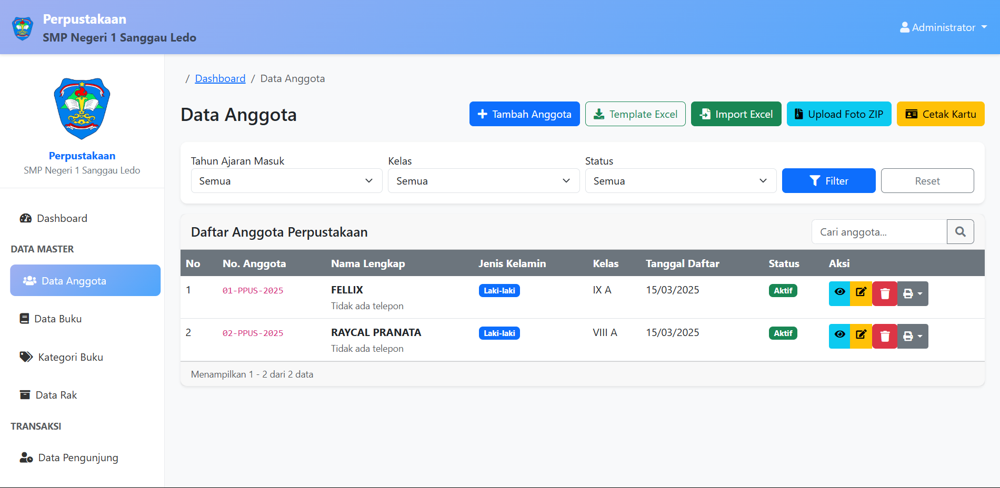 Perpustakaan
SMP Negeri 1 Sanggau Ledo
Administrator
Perpustakaan
SMP Negeri 1 Sanggau Ledo
Dashboard
DATA MASTER
Data Anggota
Data Buku
Kategori Buku
Data Rak
TRANSAKSI
Data Pengunjung
/ Dashboard / Data Anggota
Data Anggota
Tambah Anggota Template Excel Import Excel Upload Foto ZIP Cetak Kartu
Tahun Ajaran Masuk Kelas Status
Semua Semua Semua Filter Reset
Daftar Anggota Perpustakaan Cari anggota...
No No. Anggota Nama Lengkap Jenis Kelamin Kelas Tanggal Daftar Status Aksi
1 01-PPUS-2025 FELLIX Laki-laki IX A 15/03/2025 Aktif
Tidak ada telepon
2 02-PPUS-2025 RAYCAL PRANATA Laki-laki VIII A 15/03/2025 Aktif
Tidak ada telepon
Menampilkan 1 - 2 dari 2 data